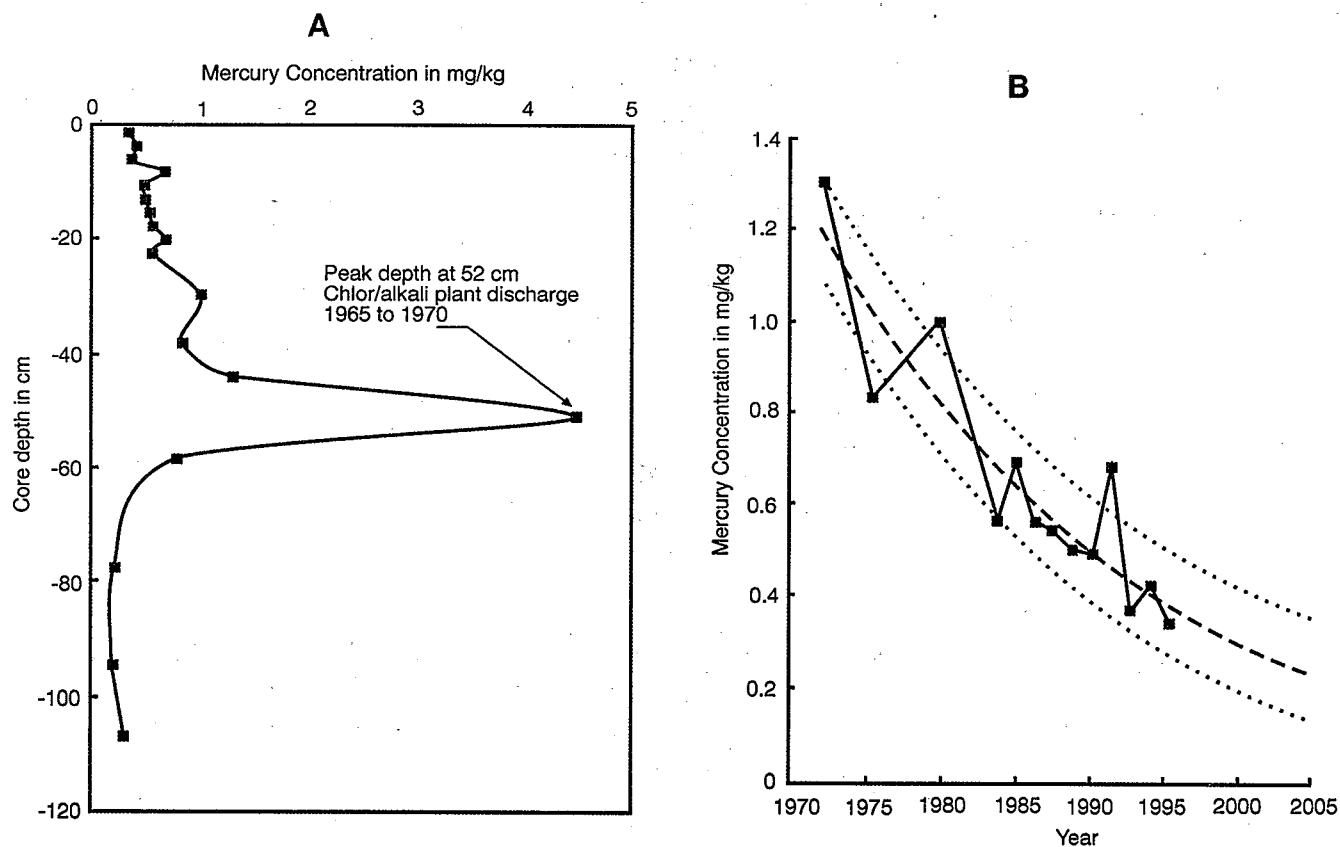 A
Mercury Concentration in mg/kg
0 1 2 3 4 5
0
-20
-40
-60
-80
-100
-120
Core depth in cm
Peak depth at 52 cm
Chlor/alkali plant discharge
1965 to 1970
B
1.4
1.2
1.0
0.8
0.6
0.4
0.2
0
Mercury Concentration in mg/kg
1970 1975 1980 1985 1990 1995 2000 2005
Year